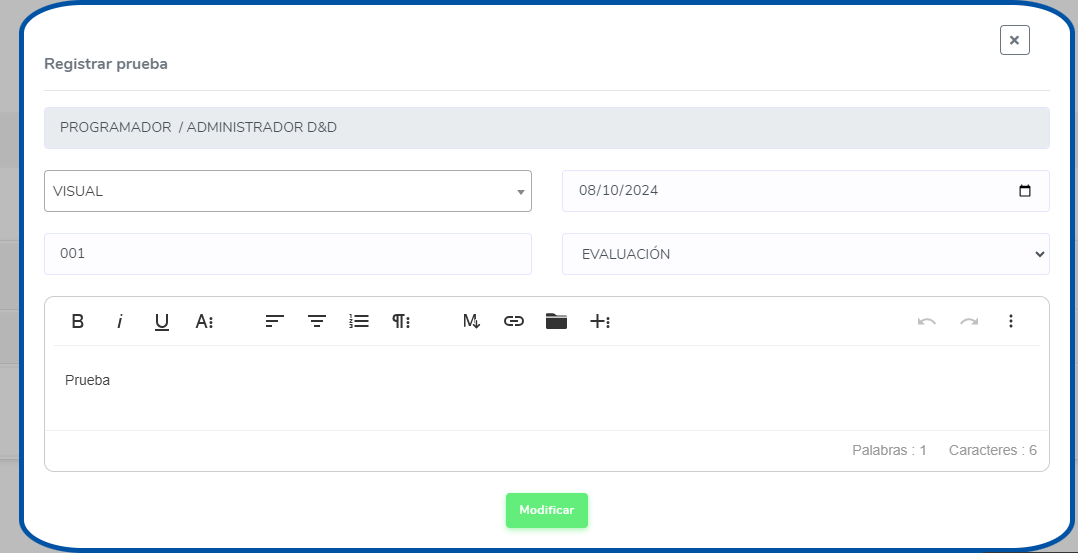 Registrar prueba
PROGRAMADOR / ADMINISTRADOR D&D
VISUAL
08/10/2024
001
EVALUACIÓN
B i U A M
Prueba
Palabras : 1 Caracteres : 6
Modificar